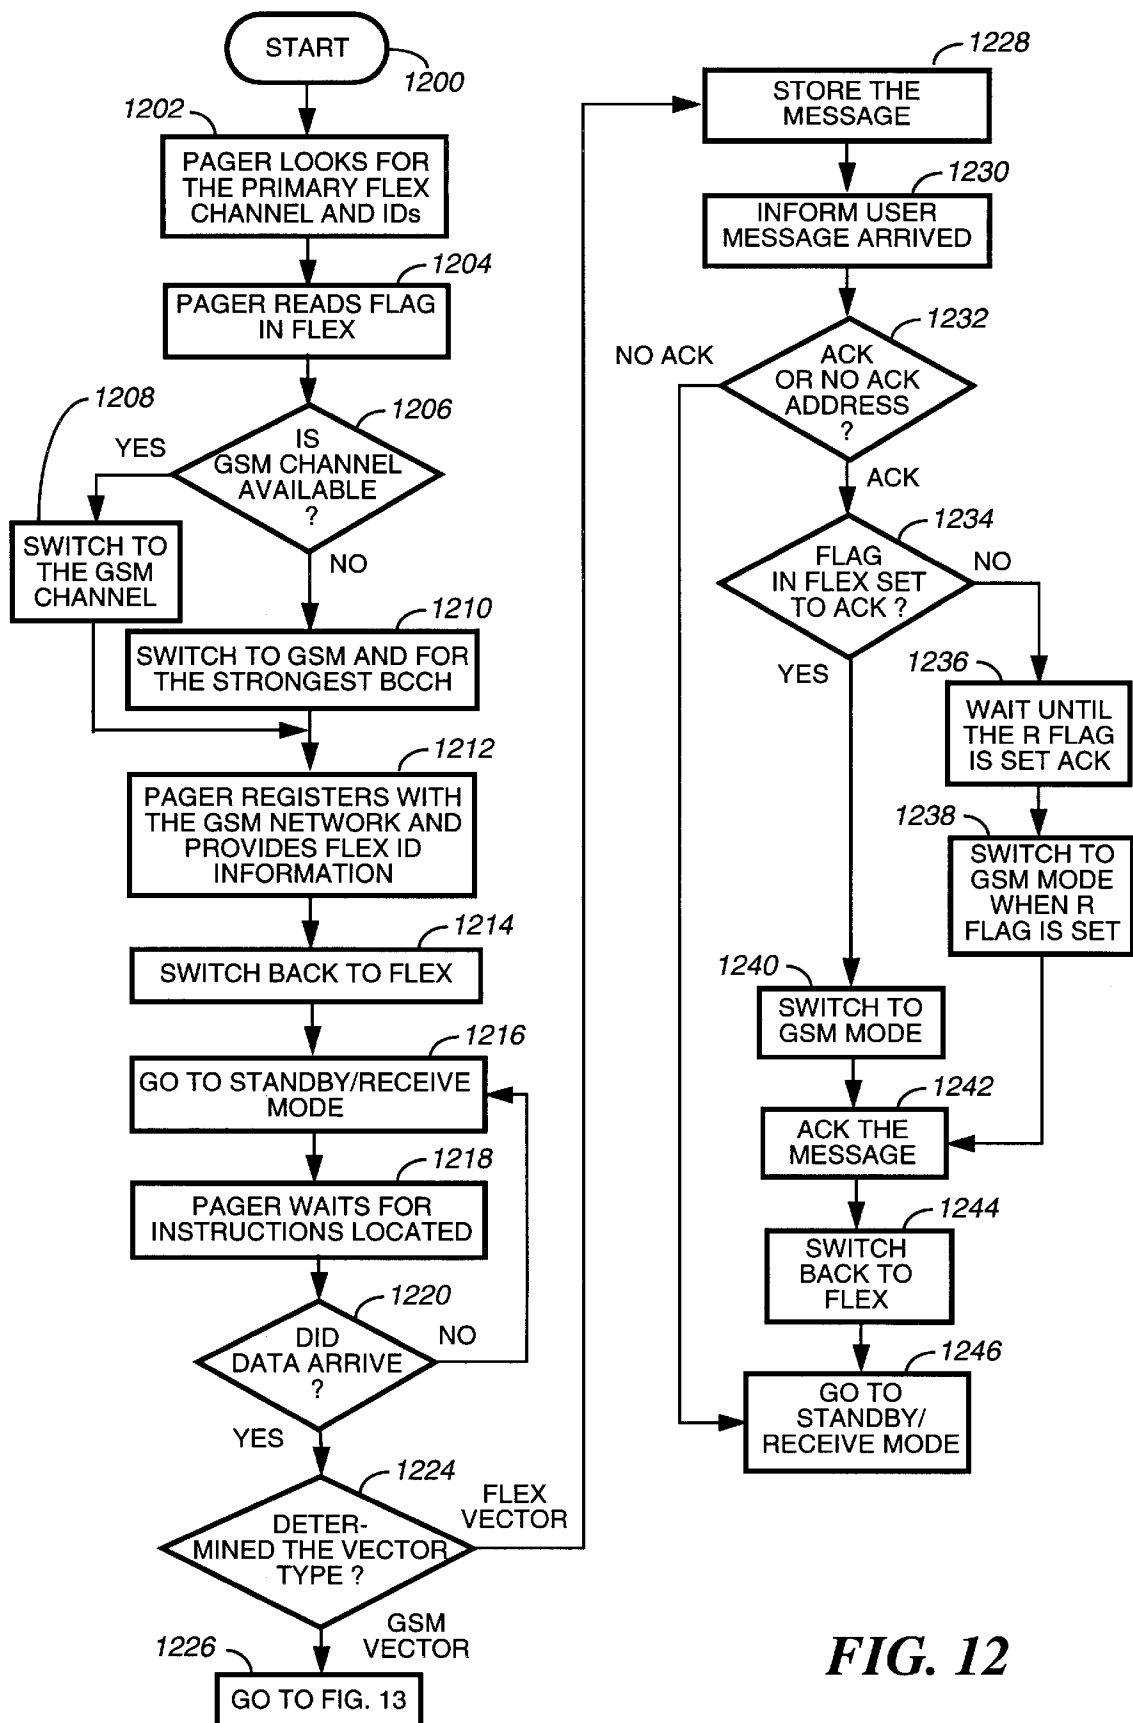 START
1200
1202
PAGER LOOKS FOR
THE PRIMARY FLEX
CHANNEL AND IDs
1204
PAGER READS FLAG
IN FLEX
1208
1206
YES
IS
GSM CHANNEL
AVAILABLE
?
SWITCH TO
THE GSM
CHANNEL
NO
1210
SWITCH TO GSM AND FOR
THE STRONGEST BCCH
1212
PAGER REGISTERS WITH
THE GSM NETWORK AND
PROVIDES FLEX ID
INFORMATION
1214
SWITCH BACK TO FLEX
1216
GO TO STANDBY/RECEIVE
MODE
1218
PAGER WAITS FOR
INSTRUCTIONS LOCATED
1220
DID
DATA ARRIVE
?
NO
YES
1224
DETER-
MINED THE VECTOR
TYPE ?
FLEX
VECTOR
GSM
VECTOR
1226
GO TO FIG. 13
1228
STORE THE
MESSAGE
1230
INFORM USER
MESSAGE ARRIVED
1232
NO ACK
ACK
OR NO ACK
ADDRESS
?
ACK
1234
FLAG
IN FLEX SET
TO ACK ?
NO
YES
1236
WAIT UNTIL
THE R FLAG
IS SET ACK
1238
SWITCH TO
GSM MODE
WHEN R
FLAG IS SET
1240
SWITCH TO
GSM MODE
1242
ACK THE
MESSAGE
1244
SWITCH
BACK TO
FLEX
1246
GO TO
STANDBY/
RECEIVE MODE
FIG. 12